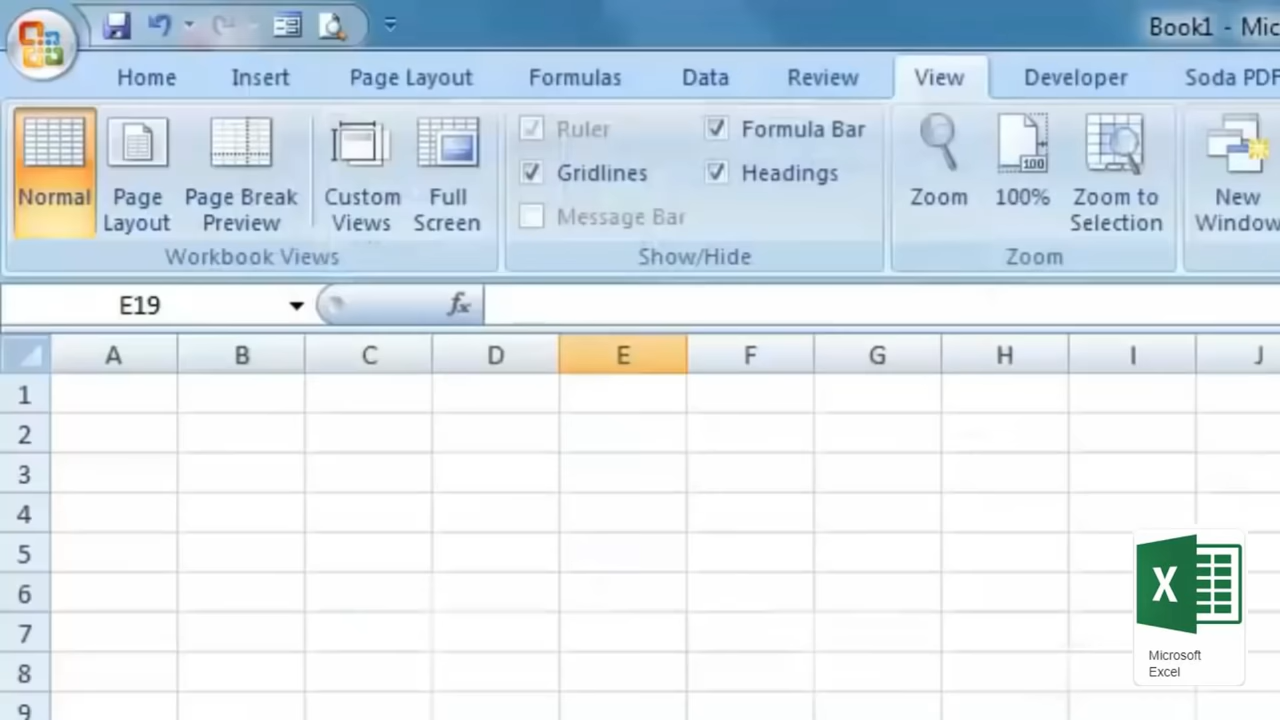 Book1 - Mic
Home Insert Page Layout Formulas Data Review View Developer Soda PDF
Normal Page Layout Page Break Preview Custom Views Full Screen
Ruler Formula Bar
Gridlines Headings
Message Bar
Zoom 100% Zoom to Selection New Window
100
Workbook Views Show/Hide Zoom
E19 fx
A B C D E F G H I J
1
2
3
4
5
6
7
8
9
X
Microsoft
Excel